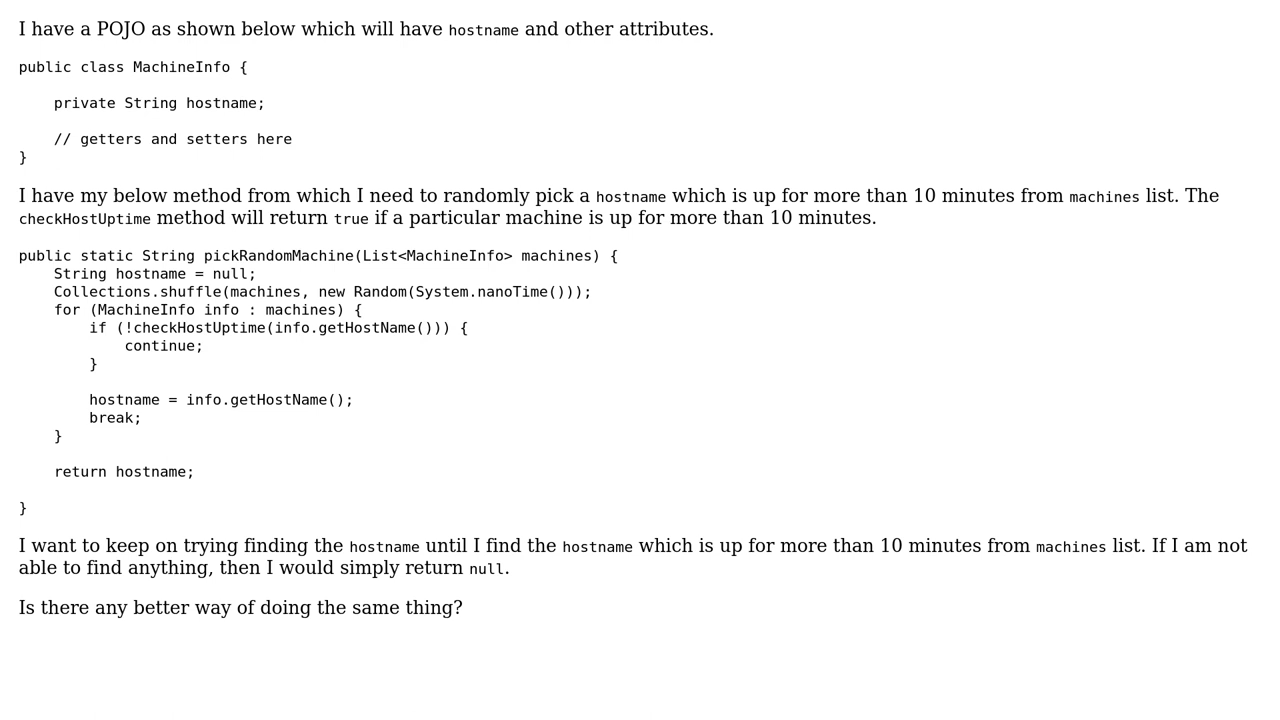 I have a POJO as shown below which will have hostname and other attributes.
public class MachineInfo {
    private String hostname;
    // getters and setters here
}
I have my below method from which I need to randomly pick a hostname which is up for more than 10 minutes from machines list. The
checkHostUptime method will return true if a particular machine is up for more than 10 minutes.
public static String pickRandomMachine(List<MachineInfo> machines) {
    String hostname = null;
    Collections.shuffle(machines, new Random(System.nanoTime()));
    for (MachineInfo info : machines) {
        if (!checkHostUptime(info.getHostName())) {
            continue;
        }
        hostname = info.getHostName();
        break;
    }
    return hostname;
}
I want to keep on trying finding the hostname until I find the hostname which is up for more than 10 minutes from machines list. If I am not
able to find anything, then I would simply return null.
Is there any better way of doing the same thing?